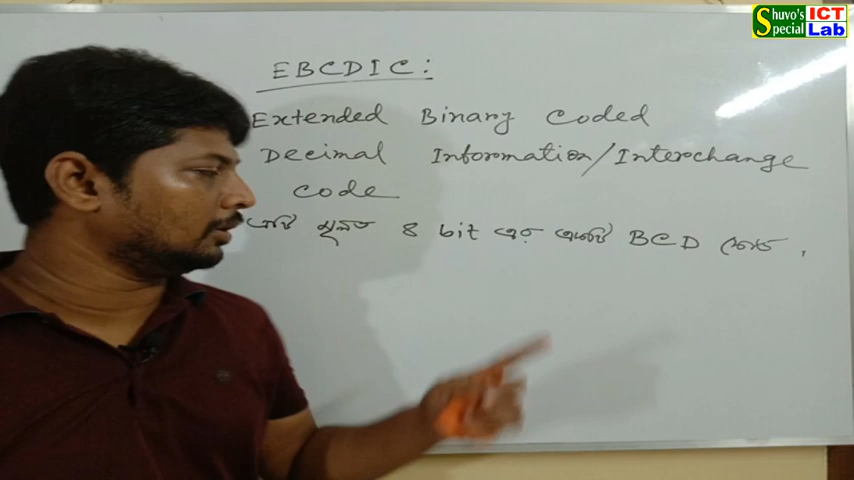 Shuvo's ICT
Special Lab
EBCDIC:
Extended Binary Coded
Decimal Information/Interchange
Code
এটি মূলত 8 bit এর একটি BCD কোড,